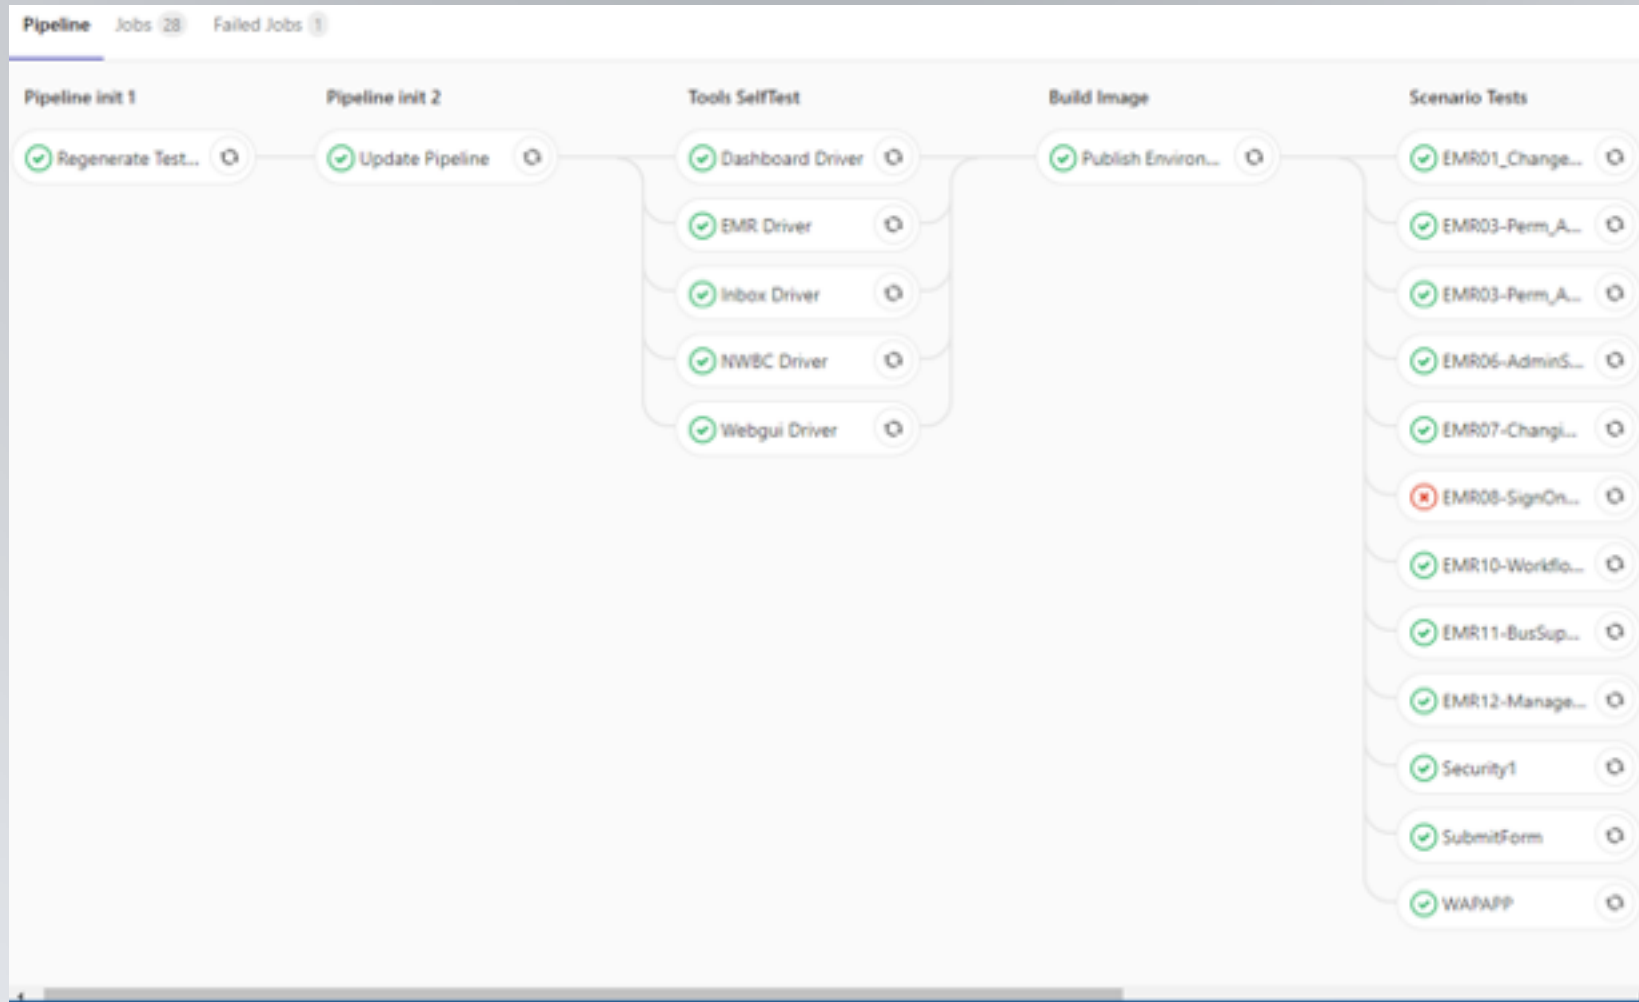 Pipeline Jobs 28 Failed Jobs 1
Pipeline init 1 Pipeline init 2 Tools SelfTest Build Image Scenario Tests
Regenerate Test... Update Pipeline Dashboard Driver Publish Environ... EMR01_Change...
EMR Driver EMR03-Perm_A...
Inbox Driver EMR03-Perm_A...
NWBC Driver EMR06-AdminS...
Webgui Driver EMR07-Changi...
EMR08-SignOn...
EMR10-Workflo...
EMR11-BusSup...
EMR12-Manage...
Security1
SubmitForm
WAPAPP